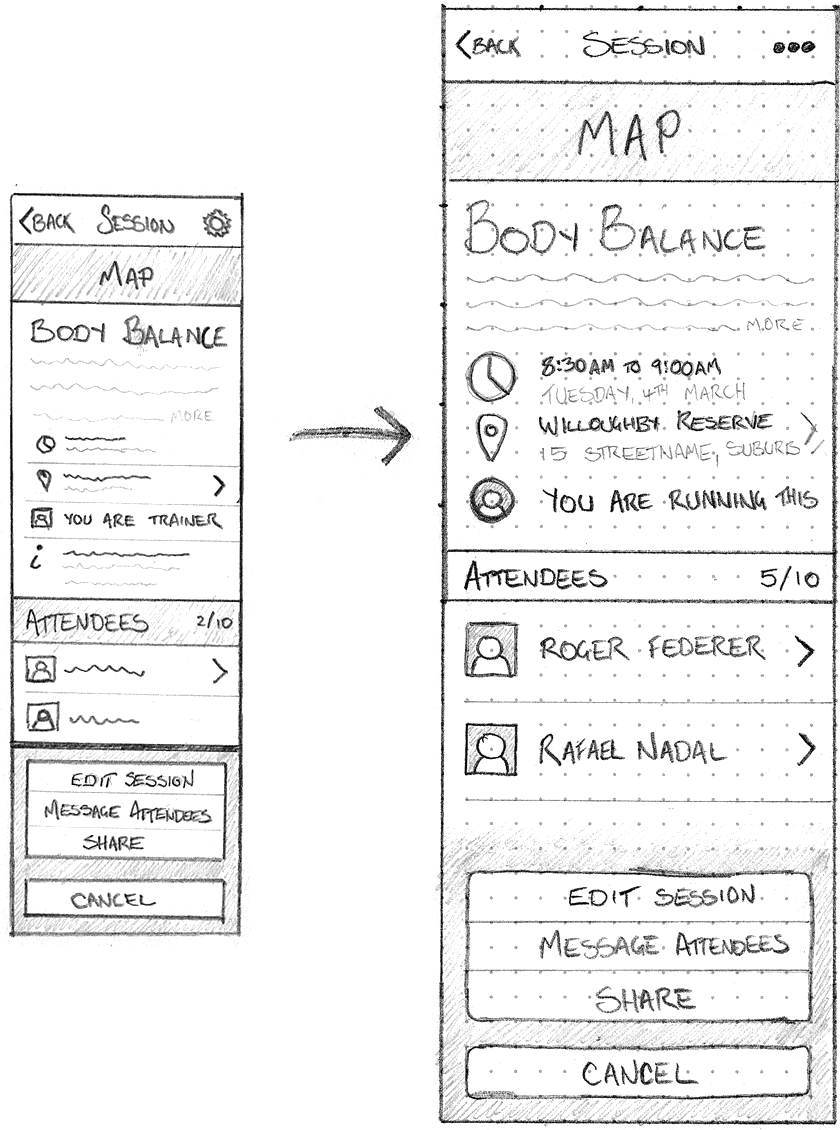 BACK SESSION
MAP
BODY BALANCE
MORE
YOU ARE TRAINER
i
ATTENDEES 2/10
EDIT SESSION
MESSAGE ATTENDEES
SHARE
CANCEL
BACK SESSION
MAP
BODY BALANCE
MORE
8:30AM TO 9:00AM
TUESDAY, 4TH MARCH
WILLOUGHBY RESERVE
15 STREETNAME, SUBURB
YOU ARE RUNNING THIS
ATTENDEES 5/10
ROGER FEDERER
RAFAEL NADAL
EDIT SESSION
MESSAGE ATTENDEES
SHARE
CANCEL